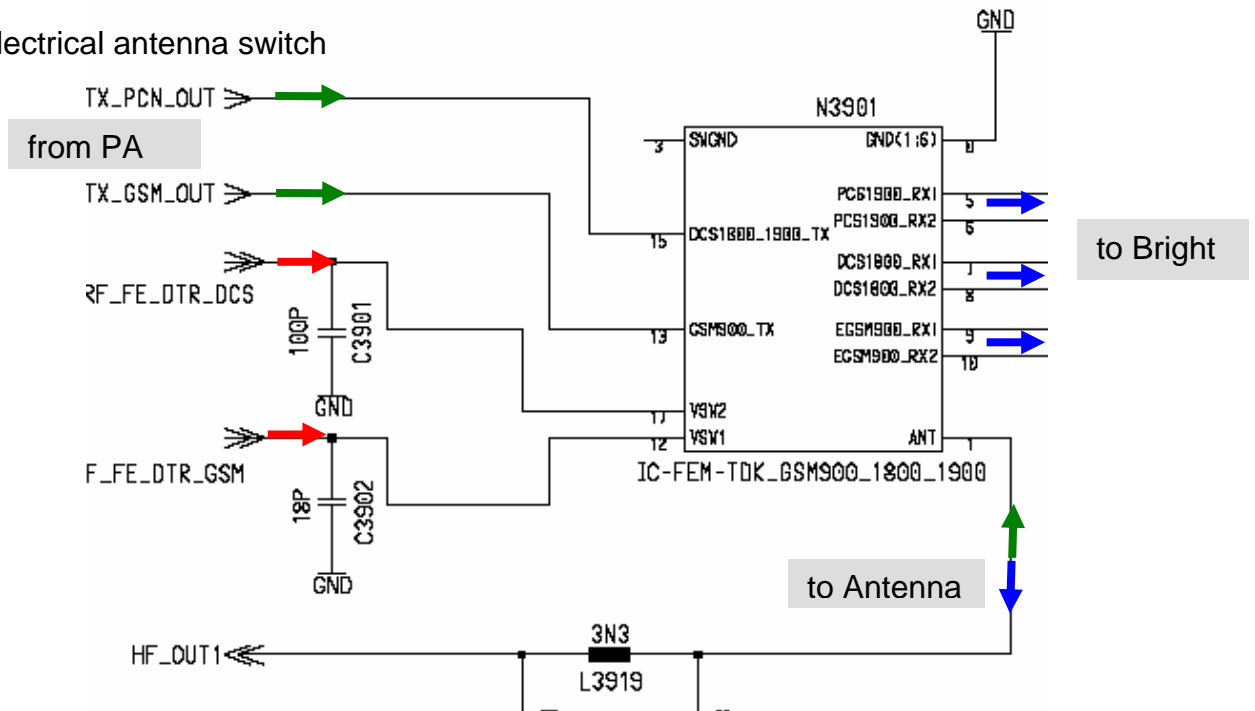 lectrical antenna switch
GND
TX_PCN_OUT
N3901
from PA
3
SWGND
GND(1:6)
TX_GSM_OUT
PCS1900_RX1
5
PCS1900_RX2
6
15
DCS1800_1900_TX
to Bright
DCS1800_RX1
RF_FE_DTR_DCS
DCS1800_RX2
8
100P
C3901
13
GSM900_TX
EGSM900_RX1
9
EGSM900_RX2
10
GND
VSW2
12
VSW1
ANT
1
F_FE_DTR_GSM
IC-FEM-TDK_GSM900_1800_1900
18P
C3902
GND
to Antenna
3N3
HF_OUT1
L3919